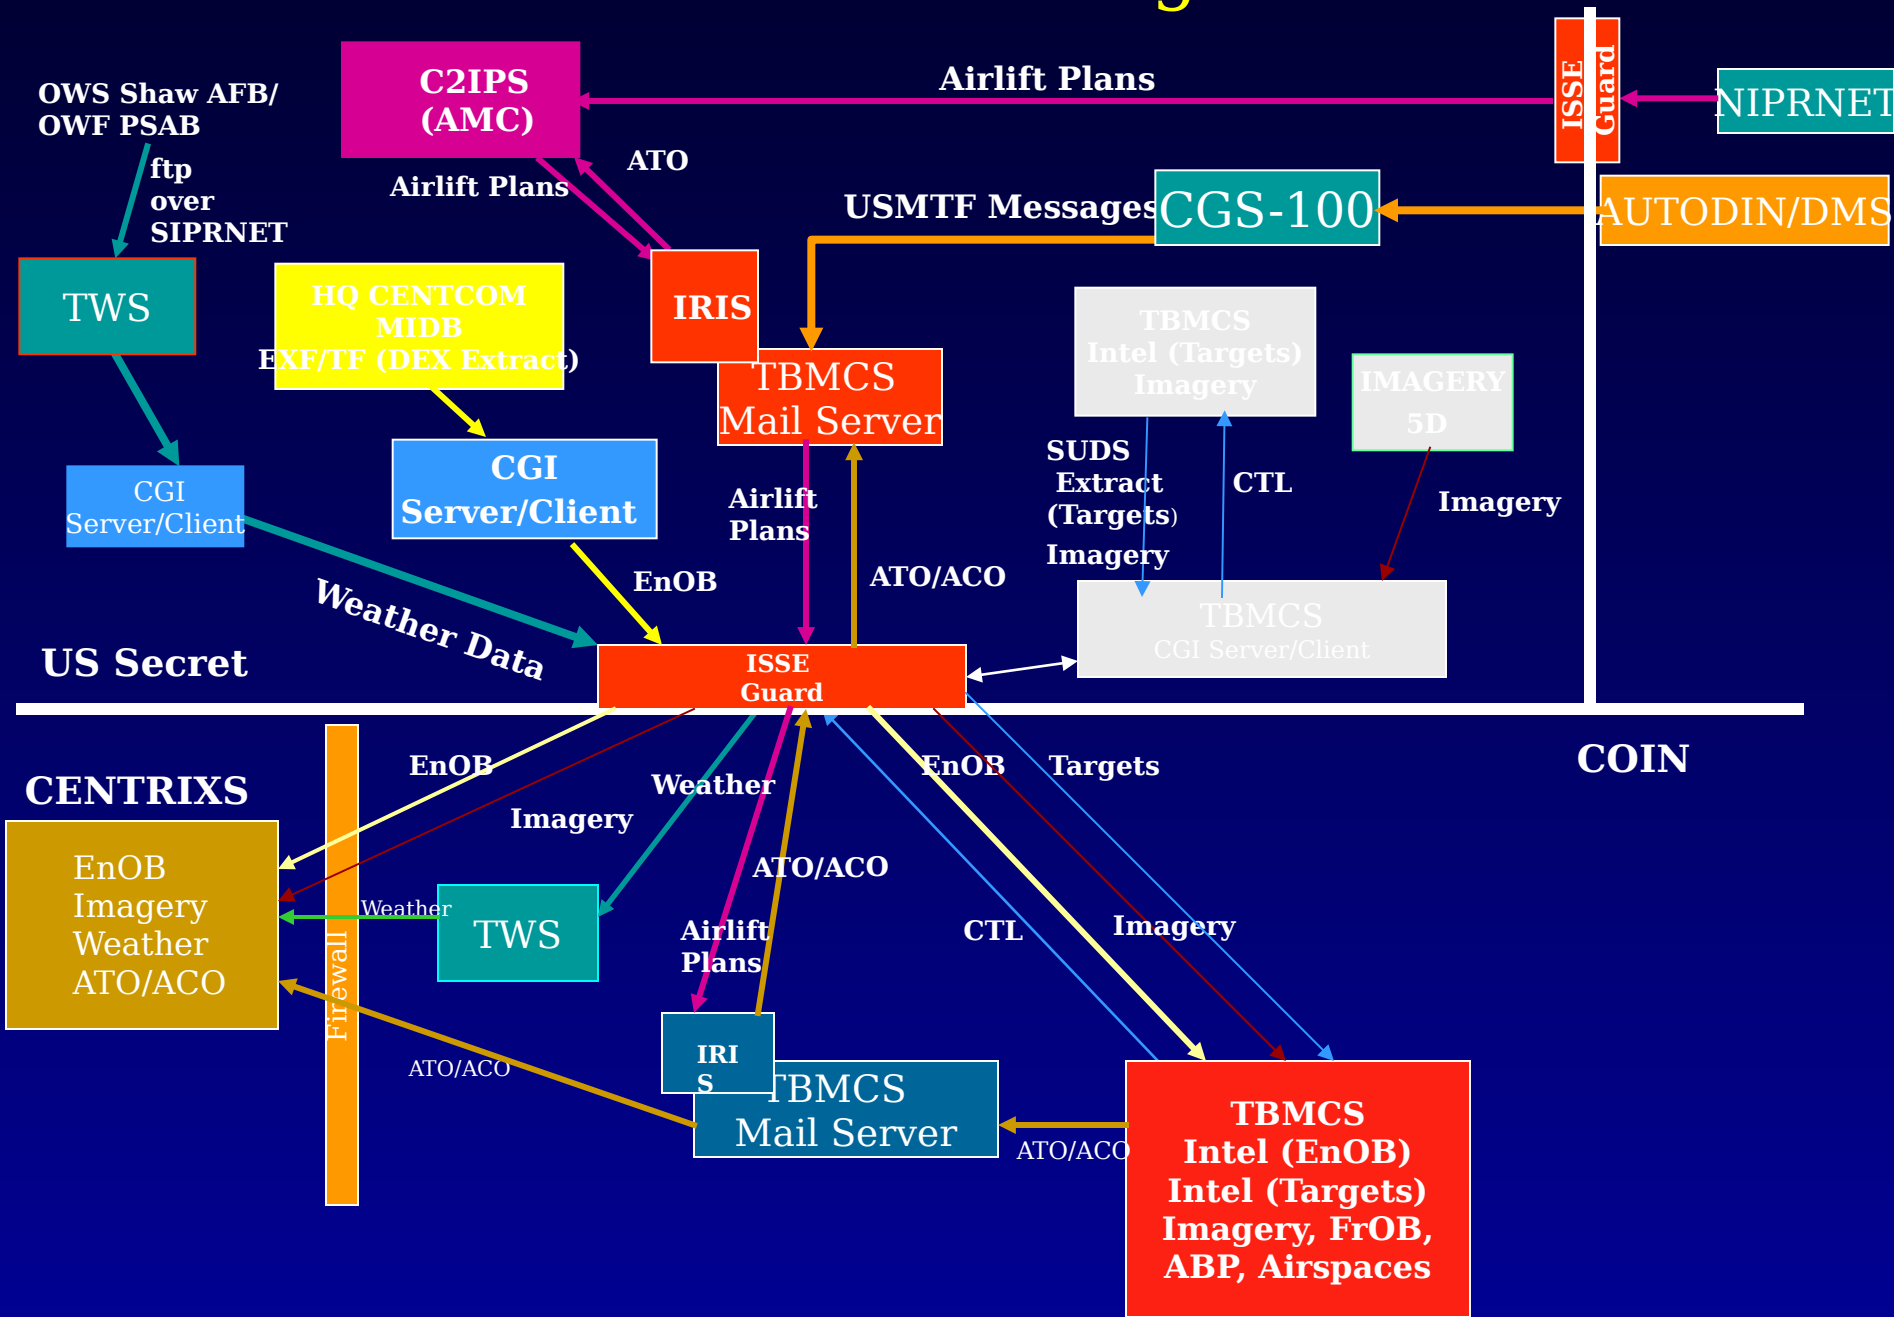 C2IPS
(AMC)
Airlift Plans
ISSE
Guard
NIPRNET
OWS Shaw AFB/
OWF PSAB
ftp
over
SIPRNET
Airlift Plans
ATO
USMTF Messages
CGS-100
AUTODIN/DMS
TWS
HQ CENTCOM
MIDB
EXF/TF (DEX Extract)
IRIS
TBMCS
Mail Server
TBMCS
Intel (Targets)
Imagery
IMAGERY
5D
CGI
Server/Client
CGI
Server/Client
Airlift
Plans
SUDS
Extract
(Targets)
Imagery
CTL
Imagery
EnOB
ATO/ACO
Weather Data
TBMCS
CGI Server/Client
US Secret
ISSE
Guard
COIN
CENTRIXS
EnOB
Imagery
Weather
EnOB
Targets
EnOB
Imagery
Weather
ATO/ACO
Firewall
Weather
TWS
ATO/ACO
Airlift
Plans
CTL
Imagery
ATO/ACO
IRI
S
TBMCS
Mail Server
ATO/ACO
TBMCS
Intel (EnOB)
Intel (Targets)
Imagery, FrOB,
ABP, Airspaces